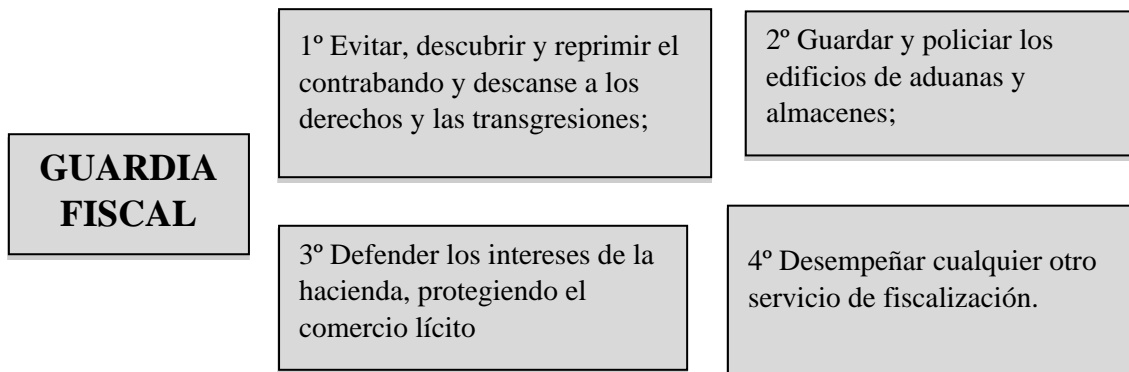 GUARDIA
FISCAL
1º Evitar, descubrir y reprimir el
contrabando y descanse a los
derechos y las transgresiones;
2º Guardar y policiar los
edificios de aduanas y
almacenes;
3º Defender los intereses de la
hacienda, protegiendo el
comercio lícito
4º Desempeñar cualquier otro
servicio de fiscalización.